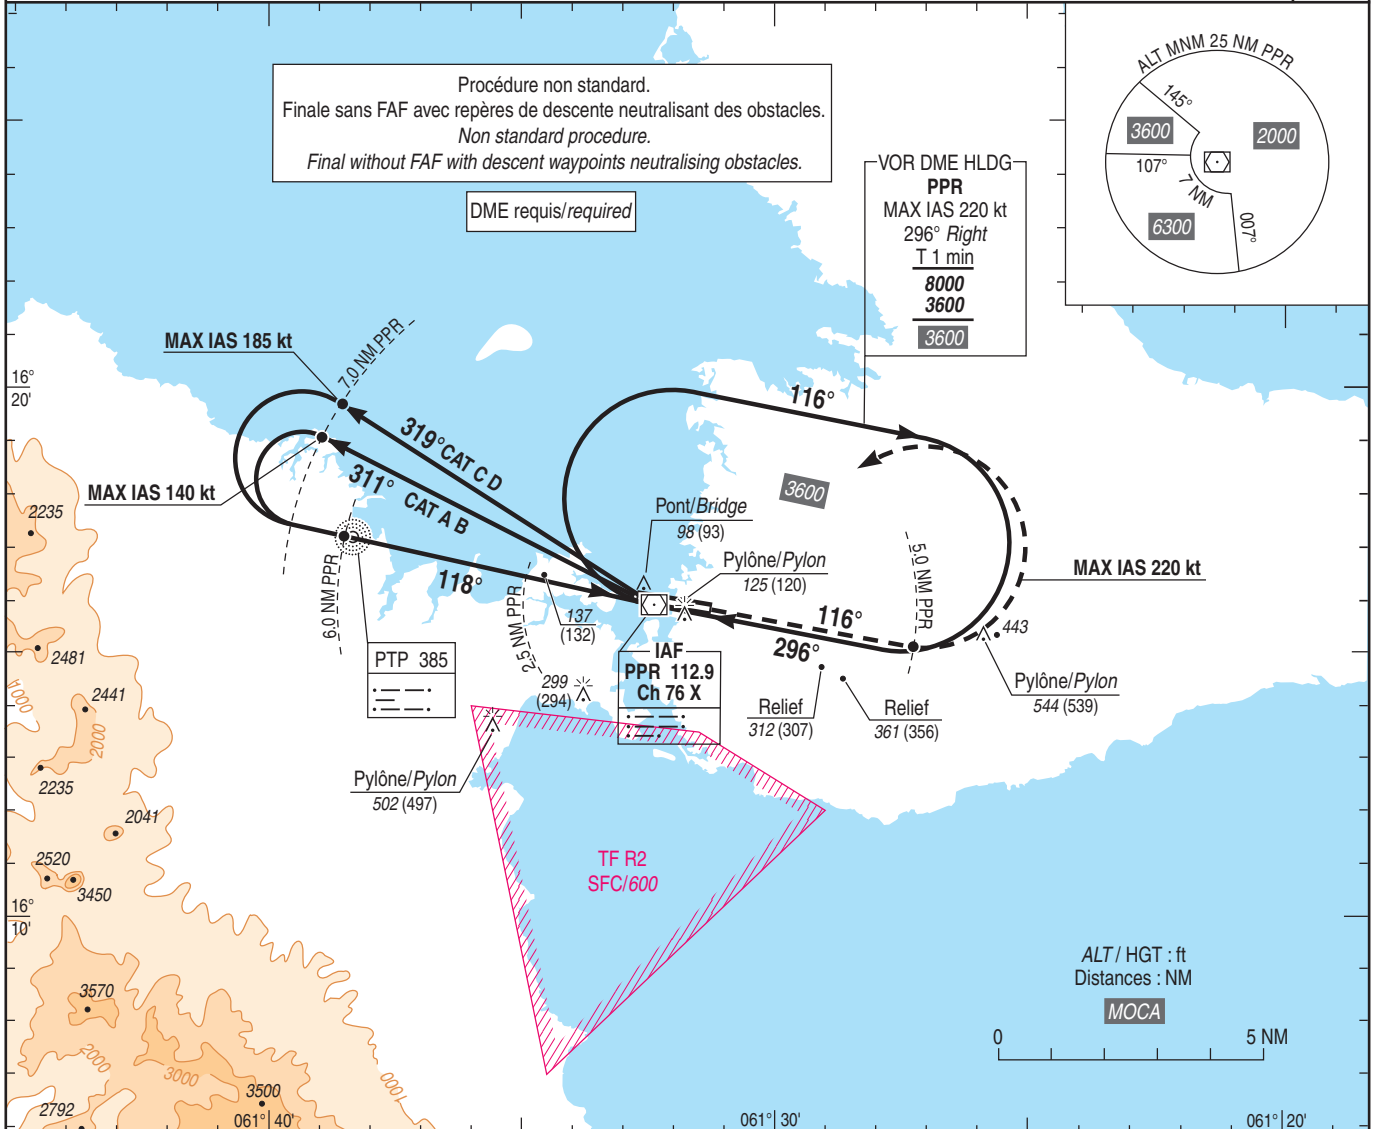 Procédure non standard.
Finale sans FAF avec repères de descente neutralisant des obstacles.
Non standard procedure.
Final without FAF with descent waypoints neutralising obstacles.
DME requis/required
VOR DME HLDG
PPR
MAX IAS 220 kt
296° Right
T 1 min
8000
3600
3600
ALT MNM 25 NM PPR
145°
3600
2000
107°
7 NM
6300
007°
MAX IAS 185 kt
7.0 NM PPR
16°
20'
116°
319° CAT C D
311° CAT A B
MAX IAS 140 kt
3600
2235
Pont/Bridge
98 (93)
Pylône/Pylon
125 (120)
5.0 NM PPR
MAX IAS 220 kt
118°
6.0 NM PPR
2.5 NM PPR
137
(132)
116°
296°
443
2481
PTP 385
IAF
PPR 112.9
Ch 76 X
299
(294)
Relief
312 (307)
Relief
361 (356)
Pylône/Pylon
544 (539)
1000
2441
2000
2235
Pylône/Pylon
502 (497)
2041
2520
3450
TF R2
SFC/600
16°
10'
ALT / HGT : ft
Distances : NM
MOCA
0
5 NM
3570
2000
3000
1000
3500
2792
061° 40'
061° 30'
061° 20'